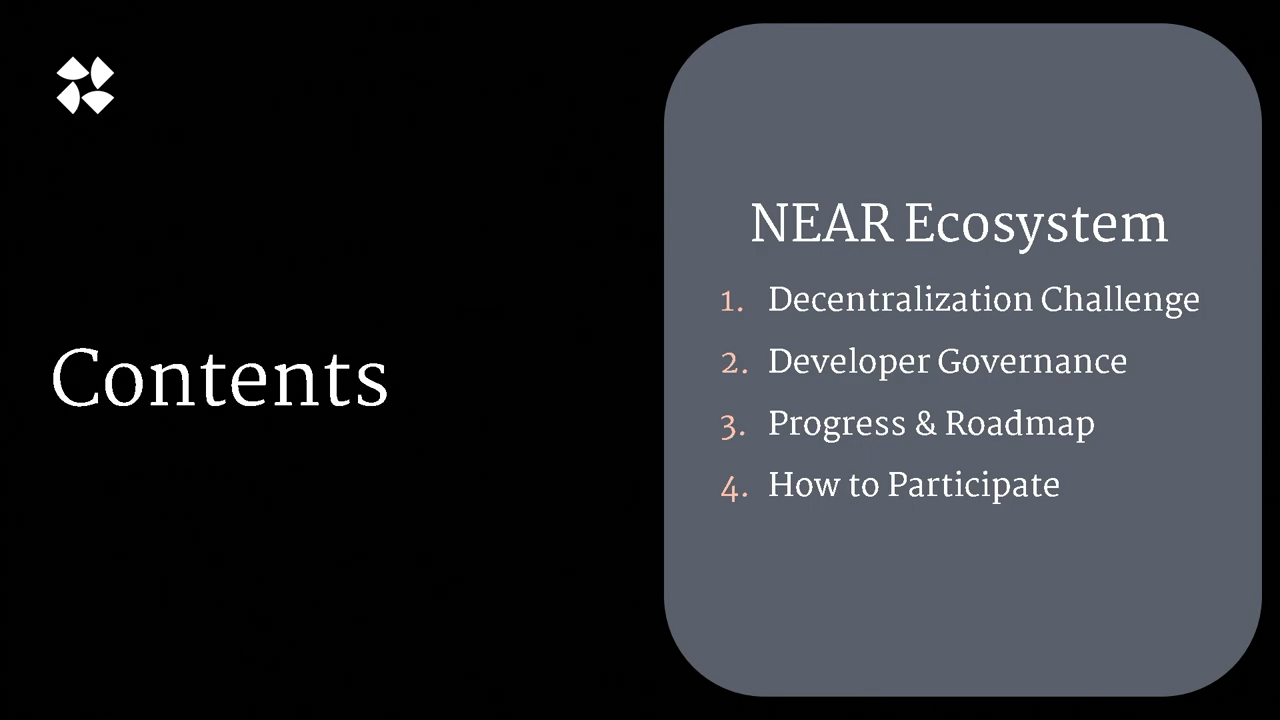 Contents
NEAR Ecosystem
1. Decentralization Challenge
2. Developer Governance
3. Progress & Roadmap
4. How to Participate